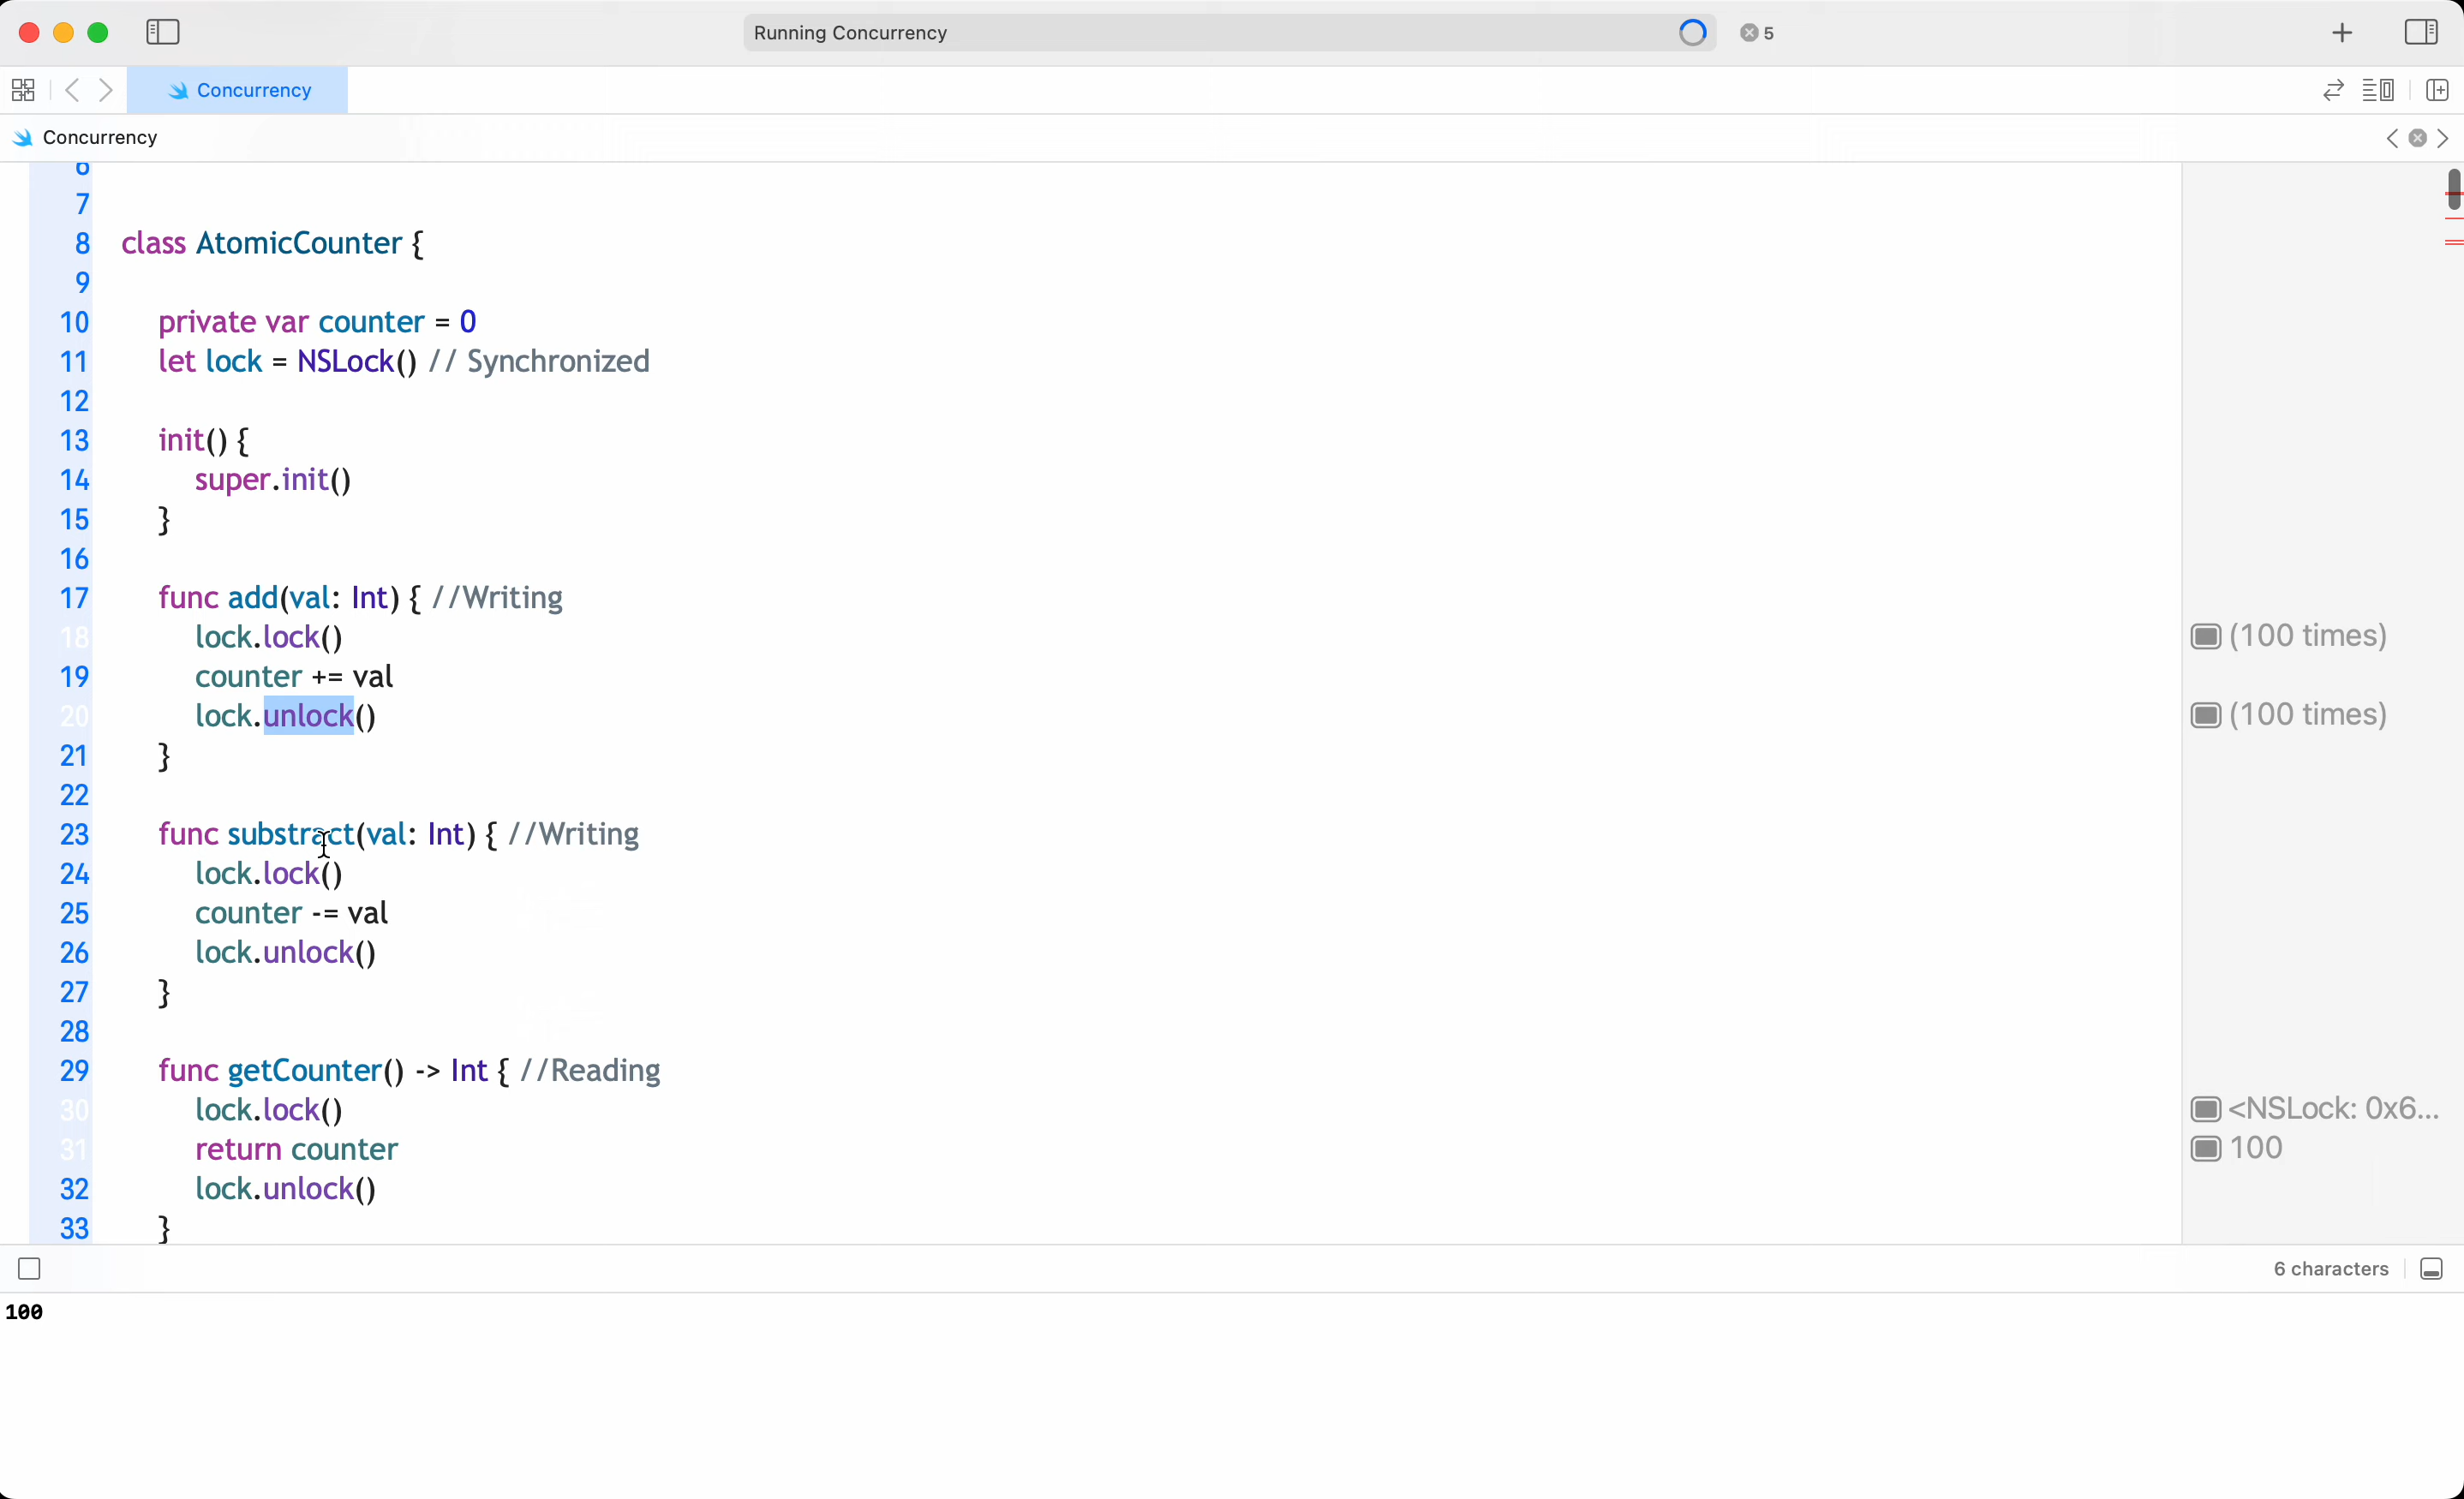 Running Concurrency
5
Concurrency
Concurrency
6
7
8 class AtomicCounter {
9
10 private var counter = 0
11 let lock = NSLock() // Synchronized
12
13 init() {
14 super.init()
15 }
16
17 func add(val: Int) { //Writing
18 lock.lock() (100 times)
19 counter += val
20 lock.unlock() (100 times)
21 }
22
23 func substract(val: Int) { //Writing
24 lock.lock()
25 counter -= val
26 lock.unlock()
27 }
28
29 func getCounter() -> Int { //Reading
30 lock.lock() <NSLock: 0x6...
31 return counter 100
32 lock.unlock()
33 }
6 characters
100